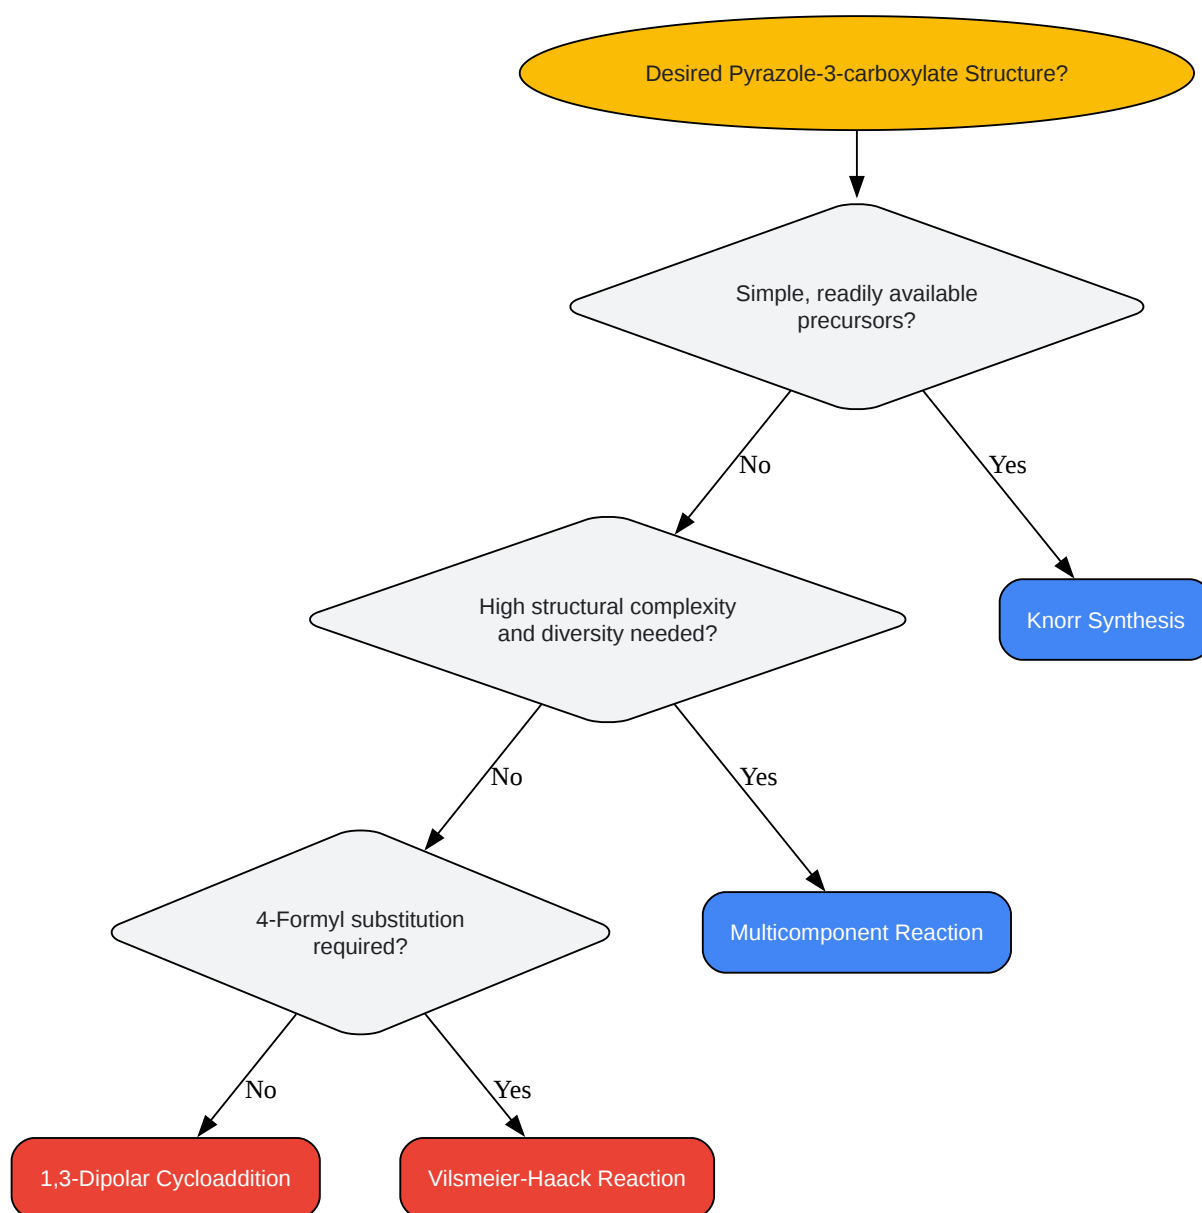 Desired Pyrazole-3-carboxylate Structure?
Simple, readily available
precursors?
No
Yes
High structural complexity
and diversity needed?
Knorr Synthesis
No
Yes
4-Formyl substitution
required?
Multicomponent Reaction
No
Yes
1,3-Dipolar Cycloaddition
Vilsmeier-Haack Reaction